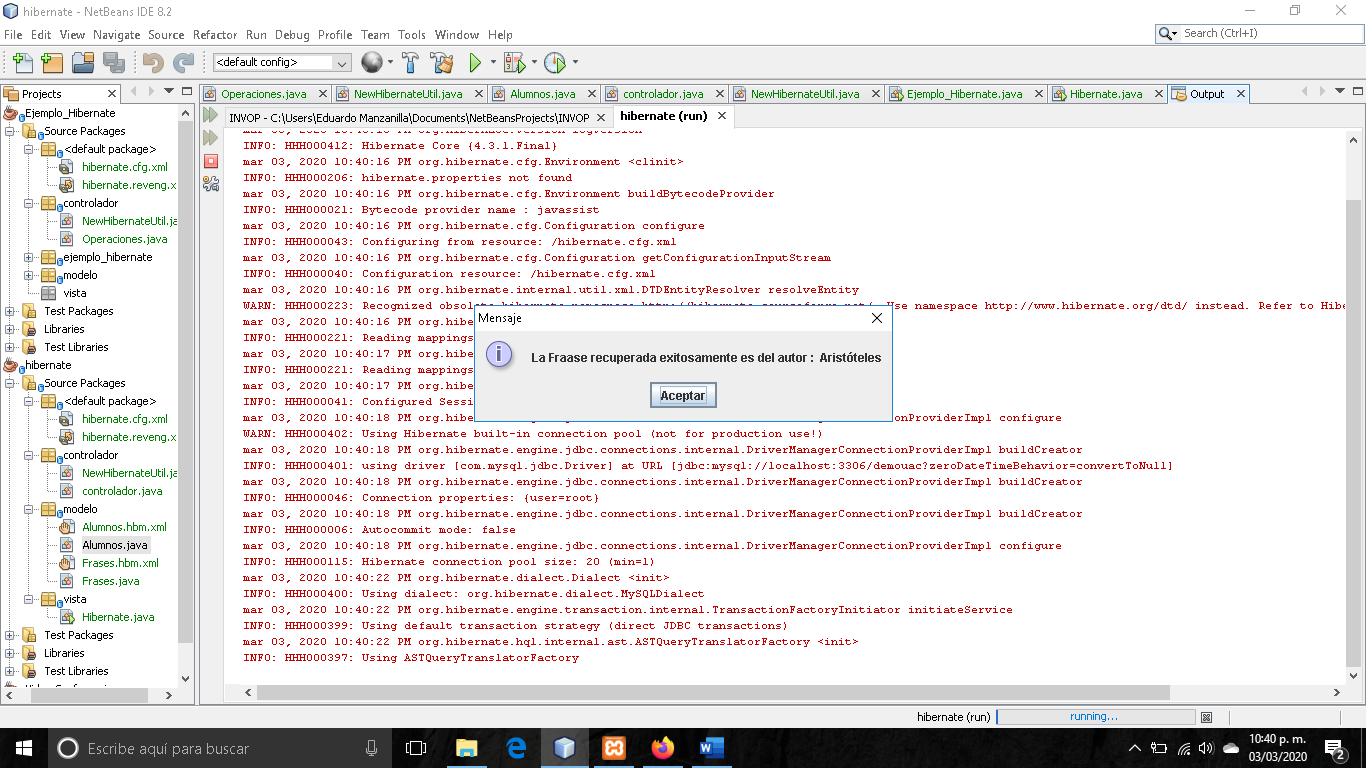 hibernate - NetBeans IDE 8.2
File Edit View Navigate Source Refactor Run Debug Profile Team Tools Window Help
Search (Ctrl+I)
<default config>
Projects
Ejemplo_Hibernate
Source Packages
<default package>
hibernate.cfg.xml
hibernate.reveng.x
controlador
NewHibernateUtil.ja
Operaciones.java
ejemplo_hibernate
modelo
vista
Test Packages
Libraries
Test Libraries
hibernate
Source Packages
<default package>
hibernate.cfg.xml
hibernate.reveng.x
controlador
NewHibernateUtil.ja
controlador.java
modelo
Alumnos.hbm.xml
Alumnos.java
Frases.hbm.xml
Frases.java
vista
Hibernate.java
Test Packages
Libraries
Test Libraries
Operaciones.java NewHibernateUtil.java Alumnos.java controlador.java NewHibernateUtil.java Ejemplo_Hibernate.java Hibernate.java Output
INVOP - C:\Users\Eduardo Manzanilla\Documents\NetBeansProjects\INVOP hibernate (run)
mar 03, 2020 10:40:16 PM org.hibernate.Version logVersion
INFO: HHH000412: Hibernate Core {4.3.1.Final}
mar 03, 2020 10:40:16 PM org.hibernate.cfg.Environment <clinit>
INFO: HHH000206: hibernate.properties not found
mar 03, 2020 10:40:16 PM org.hibernate.cfg.Environment buildBytecodeProvider
INFO: HHH000021: Bytecode provider name : javassist
mar 03, 2020 10:40:16 PM org.hibernate.cfg.Configuration configure
INFO: HHH000043: Configuring from resource: /hibernate.cfg.xml
mar 03, 2020 10:40:16 PM org.hibernate.cfg.Configuration getConfigurationInputStream
INFO: HHH000040: Configuration resource: /hibernate.cfg.xml
mar 03, 2020 10:40:16 PM org.hibernate.internal.util.xml.DTDEntityResolver resolveEntity
WARN: HHH000223: Recognized obsolete hibernate namespace http://hibernate.sourceforge.net/. Use namespace http://www.hibernate.org/dtd/ instead. Refer to Hibe
mar 03, 2020 10:40:16 PM org.hibe
INFO: HHH000221: Reading mappings
mar 03, 2020 10:40:17 PM org.hibe
INFO: HHH000221: Reading mappings
mar 03, 2020 10:40:17 PM org.hibe
INFO: HHH000041: Configured Sessi
mar 03, 2020 10:40:18 PM org.hibernate.engine.jdbc.connections.internal.DriverManagerConnectionProviderImpl configure
WARN: HHH000402: Using Hibernate built-in connection pool (not for production use!)
mar 03, 2020 10:40:18 PM org.hibernate.engine.jdbc.connections.internal.DriverManagerConnectionProviderImpl buildCreator
INFO: HHH000401: using driver [com.mysql.jdbc.Driver] at URL [jdbc:mysql://localhost:3306/demouac?zeroDateTimeBehavior=convertToNull]
mar 03, 2020 10:40:18 PM org.hibernate.engine.jdbc.connections.internal.DriverManagerConnectionProviderImpl buildCreator
INFO: HHH000046: Connection properties: {user=root}
mar 03, 2020 10:40:18 PM org.hibernate.engine.jdbc.connections.internal.DriverManagerConnectionProviderImpl buildCreator
INFO: HHH000006: Autocommit mode: false
mar 03, 2020 10:40:18 PM org.hibernate.engine.jdbc.connections.internal.DriverManagerConnectionProviderImpl configure
INFO: HHH000115: Hibernate connection pool size: 20 (min=1)
mar 03, 2020 10:40:22 PM org.hibernate.dialect.Dialect <init>
INFO: HHH000400: Using dialect: org.hibernate.dialect.MySQLDialect
mar 03, 2020 10:40:22 PM org.hibernate.engine.transaction.internal.TransactionFactoryInitiator initiateService
INFO: HHH000399: Using default transaction strategy (direct JDBC transactions)
mar 03, 2020 10:40:22 PM org.hibernate.hql.internal.ast.ASTQueryTranslatorFactory <init>
INFO: HHH000397: Using ASTQueryTranslatorFactory
Mensaje
La Fraase recuperada exitosamente es del autor : Aristóteles
Aceptar
hibernate (run) running...
Escribe aquí para buscar
10:40 p. m.
03/03/2020
2